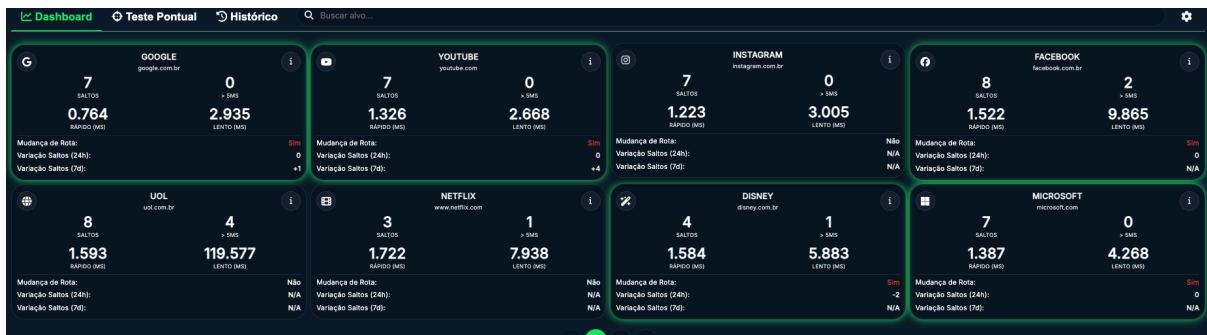 Dashboard Teste Pontual Histórico Buscar alvo...
GOOGLE
google.com.br
i
7 0
SALTOS > 5MS
0.764 2.935
RÁPIDO (MS) LENTO (MS)
Mudança de Rota: Sim
Variação Saltos (24h): 0
Variação Saltos (7d): +1
YOUTUBE
youtube.com
i
7 0
SALTOS > 5MS
1.326 2.668
RÁPIDO (MS) LENTO (MS)
Mudança de Rota: Sim
Variação Saltos (24h): 0
Variação Saltos (7d): +4
INSTAGRAM
instagram.com.br
i
7 0
SALTOS > 5MS
1.223 3.005
RÁPIDO (MS) LENTO (MS)
Mudança de Rota: Não
Variação Saltos (24h): N/A
Variação Saltos (7d): N/A
FACEBOOK
facebook.com.br
i
8 2
SALTOS > 5MS
1.522 9.865
RÁPIDO (MS) LENTO (MS)
Mudança de Rota: Sim
Variação Saltos (24h): 0
Variação Saltos (7d): N/A
UOL
uol.com.br
i
8 4
SALTOS > 5MS
1.593 119.577
RÁPIDO (MS) LENTO (MS)
Mudança de Rota: Não
Variação Saltos (24h): N/A
Variação Saltos (7d): N/A
NETFLIX
www.netflix.com
i
3 1
SALTOS > 5MS
1.722 7.938
RÁPIDO (MS) LENTO (MS)
Mudança de Rota: Não
Variação Saltos (24h): N/A
Variação Saltos (7d): N/A
DISNEY
disney.com.br
i
4 1
SALTOS > 5MS
1.584 5.883
RÁPIDO (MS) LENTO (MS)
Mudança de Rota: Sim
Variação Saltos (24h): -2
Variação Saltos (7d): N/A
MICROSOFT
microsoft.com
i
7 0
SALTOS > 5MS
1.387 4.268
RÁPIDO (MS) LENTO (MS)
Mudança de Rota: Sim
Variação Saltos (24h): 0
Variação Saltos (7d): N/A